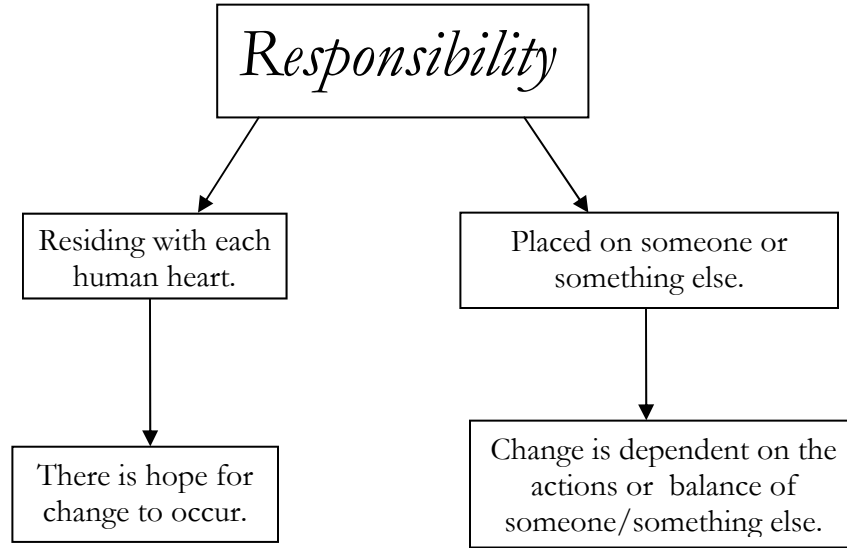 Responsibility
Residing with each
human heart.
Placed on someone or
something else.
There is hope for
change to occur.
Change is dependent on the
actions or balance of
someone/something else.